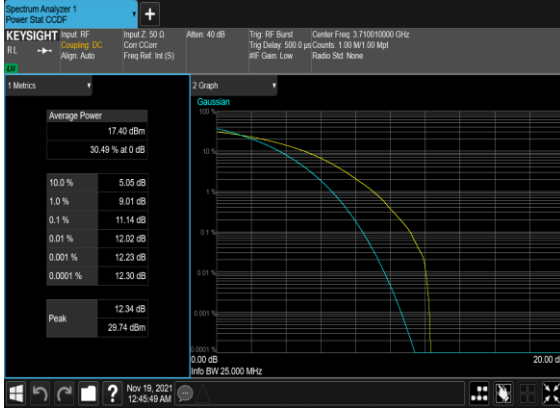 Spectrum Analyzer 1
Power Stat CCDF
+
KEYSIGHT
RL
Input: RF
Coupling: DC
Align: Auto
Input Z: 50 Ω
Corr CCorr
Freq Ref: Int (S)
Atten: 40 dB
Trig: RF Burst
Trig Delay: 500.0 µs
#IF Gain: Low
Center Freq: 3.710010000 GHz
Counts: 1.00 M/1.00 Mpt
Radio Std: None
1 Metrics
Average Power
17.40 dBm
30.49 % at 0 dB
10.0 % 5.05 dB
1.0 % 9.01 dB
0.1 % 11.14 dB
0.01 % 12.02 dB
0.001 % 12.23 dB
0.0001 % 12.30 dB
Peak
12.34 dB
29.74 dBm
2 Graph
Gaussian
100 %
10 %
1 %
0.1 %
0.01 %
0.001 %
0.0001 %
0.00 dB
20.00 d
Info BW 25.000 MHz
?
Nov 19, 2021
12:45:49 AM